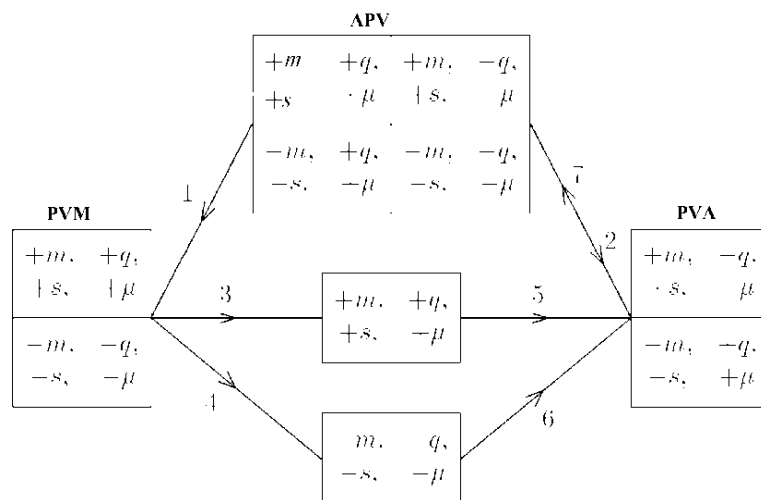 APV
+m +q, +m, −q,
+s · μ | s. μ
−m, +q, −m, −q,
−s. −μ −s. −μ
1
7
PVM
PVA
2
+m. +q,
| s. | μ
+m, −q,
· s. μ
3
+m. +q,
+s. −μ
5
−m. −q,
−s, −μ
−m, −q,
−s, +μ
4
6
m. q,
−s, −μ